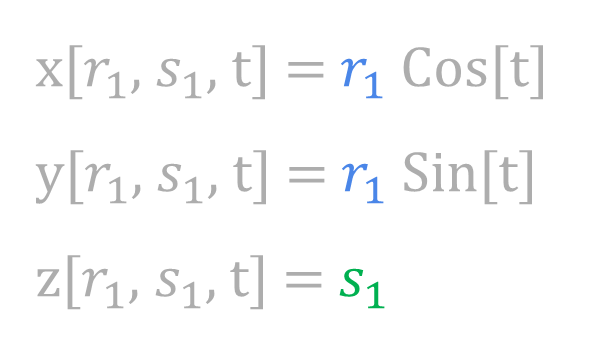 x[r₁, s₁, t] = r₁ Cos[t]
y[r₁, s₁, t] = r₁ Sin[t]
z[r₁, s₁, t] = s₁